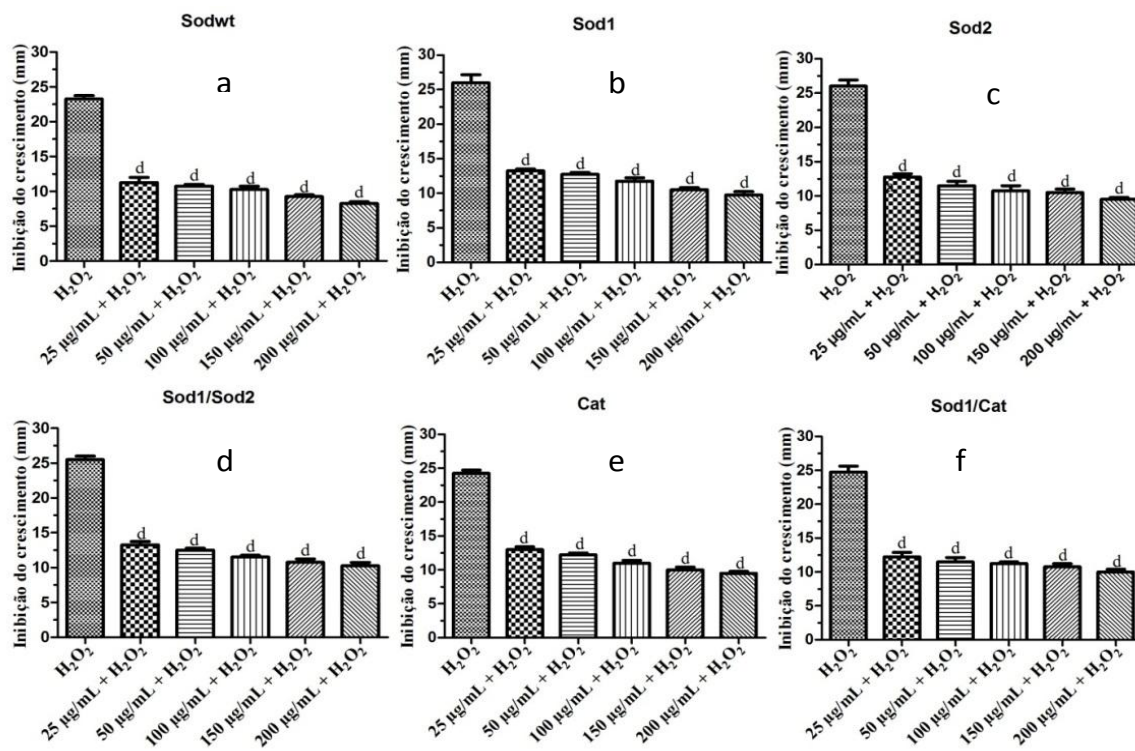 Sodwt
Inibição do crescimento (mm)
30
25
20
15
10
5
0
a
d
d
d
d
d
H₂O₂
25 µg/mL + H₂O₂
50 µg/mL + H₂O₂
100 µg/mL + H₂O₂
150 µg/mL + H₂O₂
200 µg/mL + H₂O₂
Sod1
Inibição do crescimento (mm)
30
25
20
15
10
5
0
b
d
d
d
d
d
H₂O₂
25 µg/mL + H₂O₂
50 µg/mL + H₂O₂
100 µg/mL + H₂O₂
150 µg/mL + H₂O₂
200 µg/mL + H₂O₂
Sod2
Inibição do crescimento (mm)
30
25
20
15
10
5
0
c
d
d
d
d
d
H₂O₂
25 µg/mL + H₂O₂
50 µg/mL + H₂O₂
100 µg/mL + H₂O₂
150 µg/mL + H₂O₂
200 µg/mL + H₂O₂
Sod1/Sod2
Inibição do crescimento (mm)
30
25
20
15
10
5
0
d
d
d
d
d
d
H₂O₂
25 µg/mL + H₂O₂
50 µg/mL + H₂O₂
100 µg/mL + H₂O₂
150 µg/mL + H₂O₂
200 µg/mL + H₂O₂
Cat
Inibição do crescimento (mm)
30
25
20
15
10
5
0
e
d
d
d
d
d
H₂O₂
25 µg/mL + H₂O₂
50 µg/mL + H₂O₂
100 µg/mL + H₂O₂
150 µg/mL + H₂O₂
200 µg/mL + H₂O₂
Sod1/Cat
Inibição do crescimento (mm)
30
25
20
15
10
5
0
f
d
d
d
d
d
H₂O₂
25 µg/mL + H₂O₂
50 µg/mL + H₂O₂
100 µg/mL + H₂O₂
150 µg/mL + H₂O₂
200 µg/mL + H₂O₂